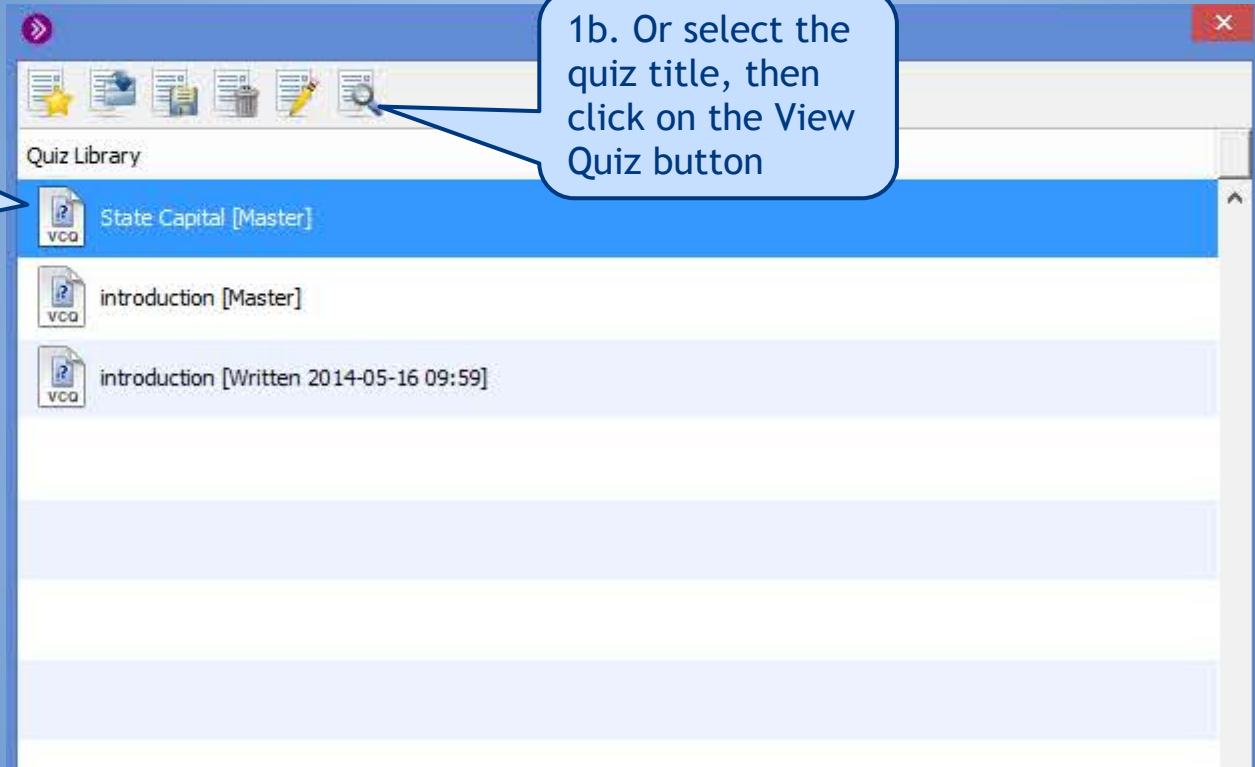 1b. Or select the
quiz title, then
click on the View
Quiz button
Quiz Library
? VCQ State Capital [Master]
? VCQ introduction [Master]
? VCQ introduction [Written 2014-05-16 09:59]